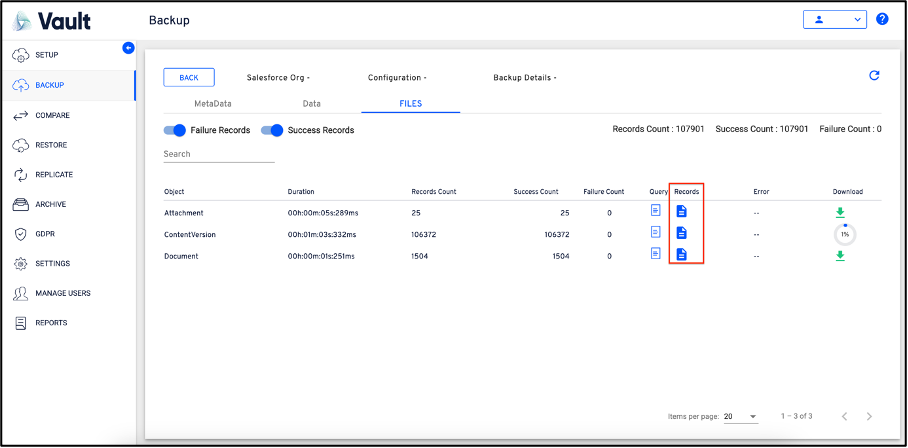 Vault
Backup
?
SETUP
BACKUP
COMPARE
RESTORE
REPLICATE
ARCHIVE
GDPR
SETTINGS
MANAGE USERS
REPORTS
BACK Salesforce Org - Configuration - Backup Details -
MetaData Data FILES
Failure Records Success Records Records Count : 107901 Success Count : 107901 Failure Count : 0
Search
Object Duration Records Count Success Count Failure Count Query Records Error Download
Attachment 00h:00m:05s:289ms 25 25 0 --
ContentVersion 00h:01m:03s:332ms 106372 106372 0 -- 1%
Document 00h:00m:01s:251ms 1504 1504 0 --
Items per page: 20 1 – 3 of 3